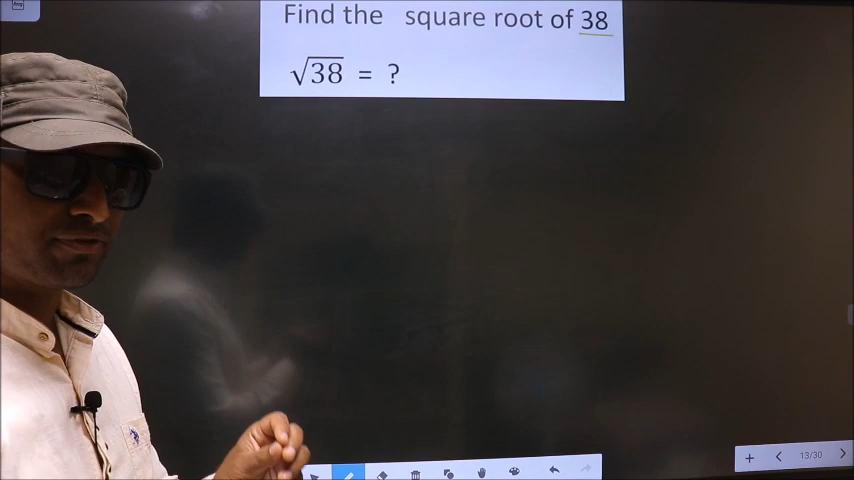 Find the square root of 38
√38 = ?
13/30